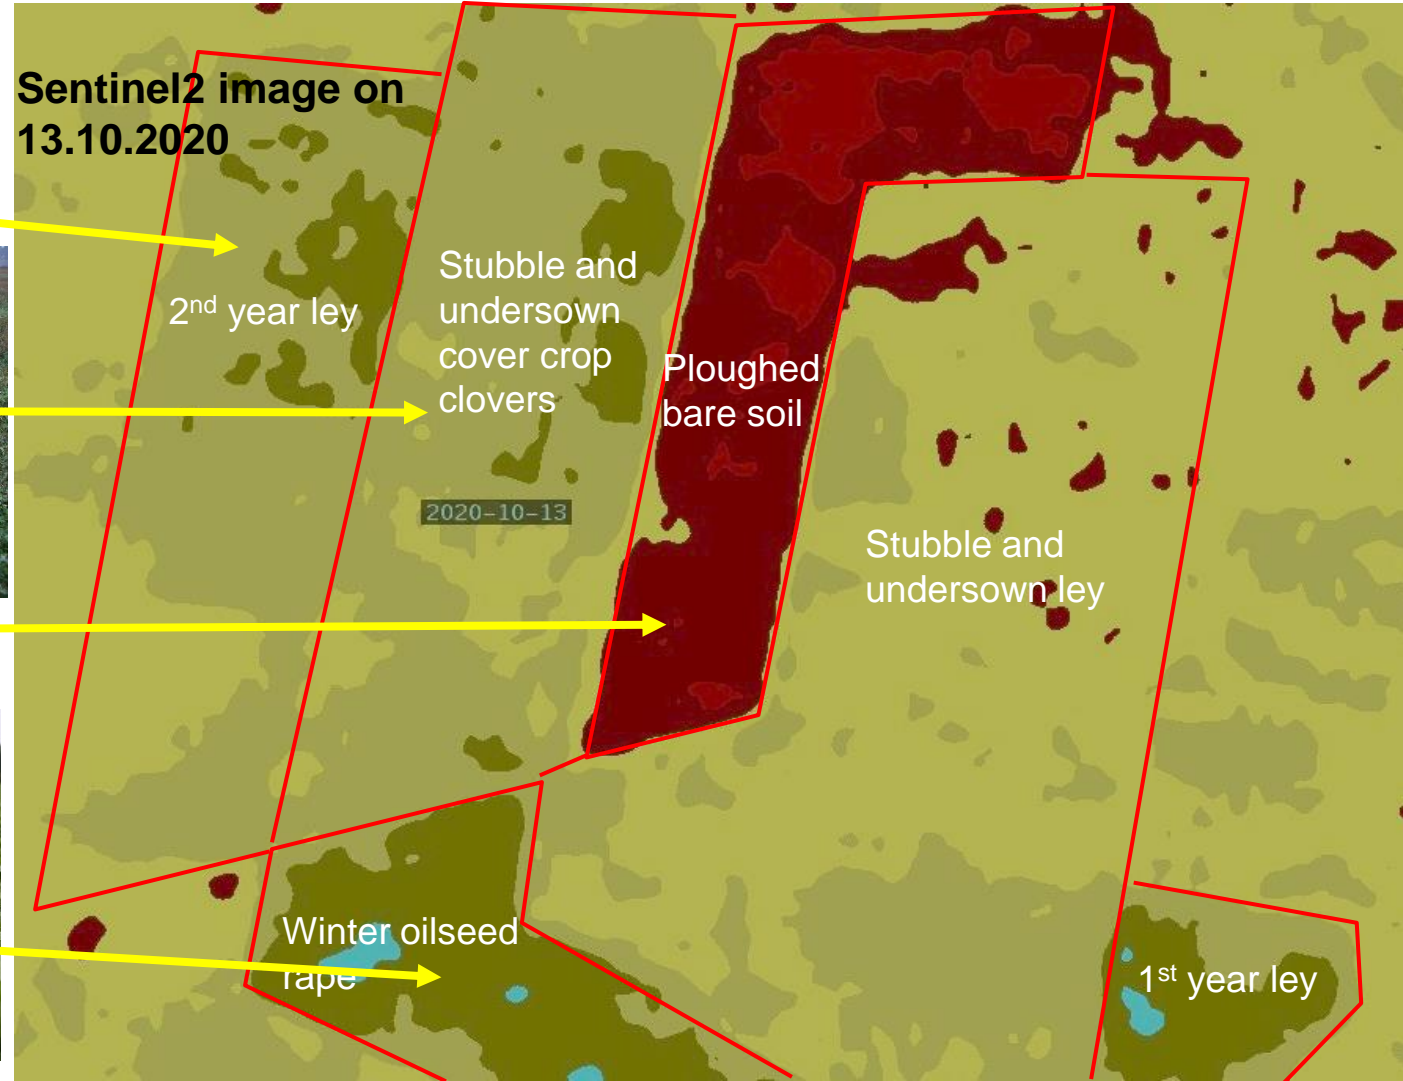 Sentinel2 image on
13.10.2020
2nd year ley
Stubble and
undersown
cover crop
clovers
Ploughed
bare soil
2020-10-13
Stubble and
undersown ley
Winter oilseed
rape
1st year ley